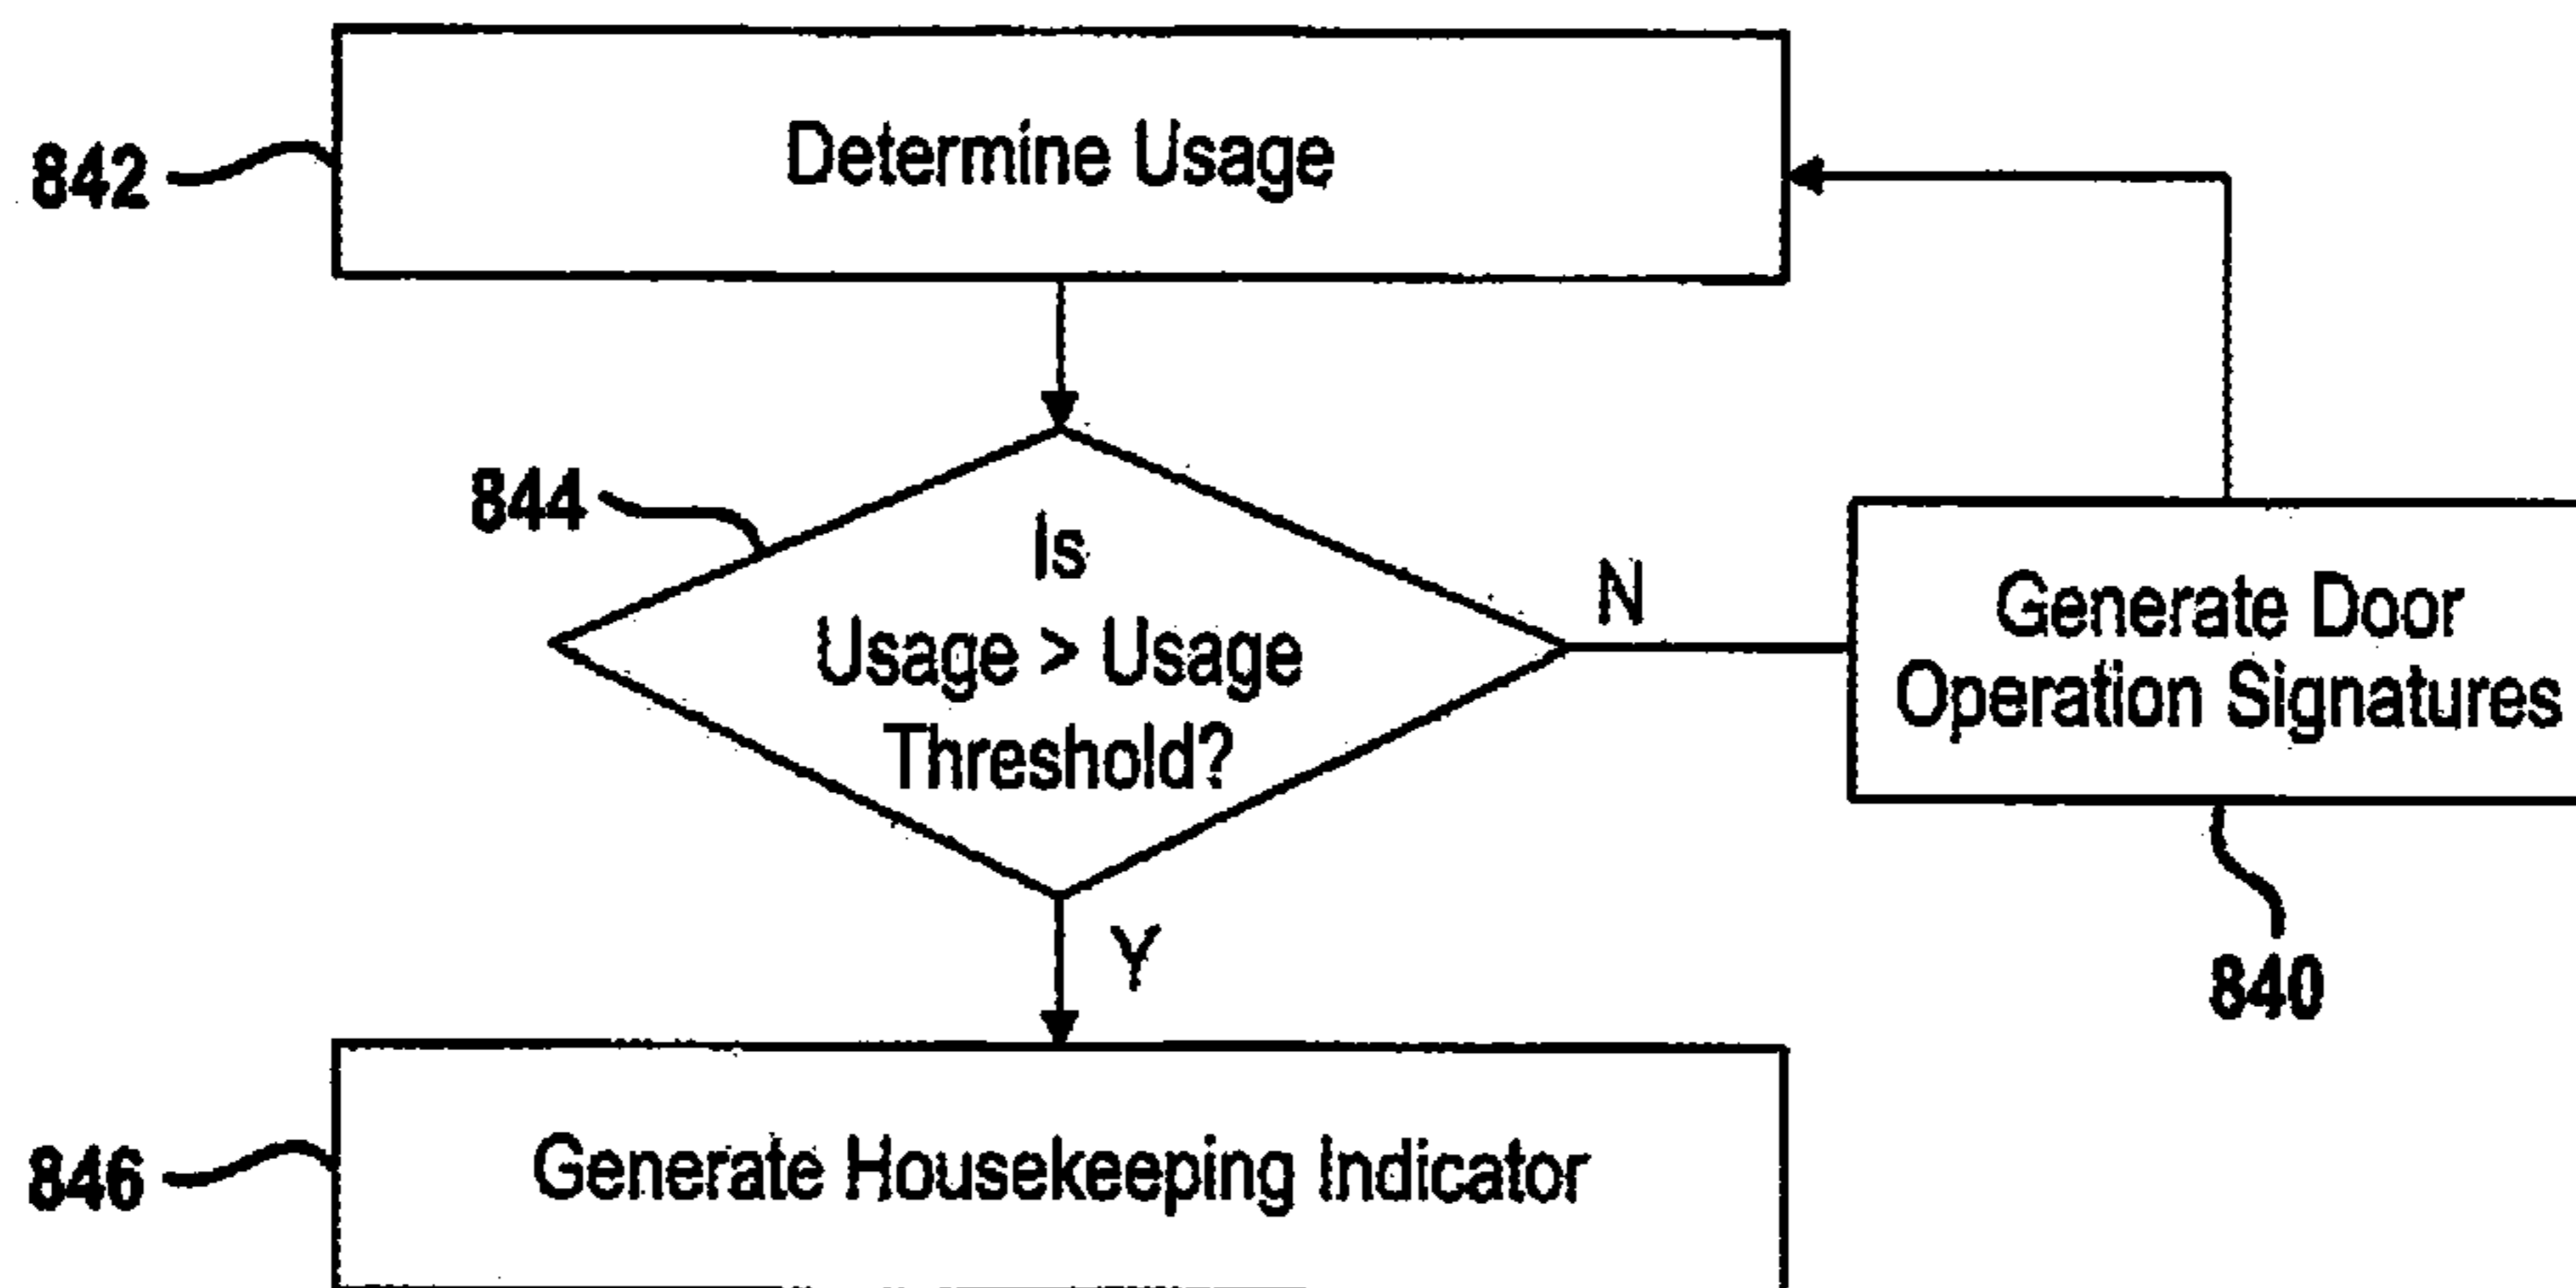 842
Determine Usage
844
Is
Usage > Usage
Threshold?
N
Generate Door
Operation Signatures
840
Y
846
Generate Housekeeping Indicator